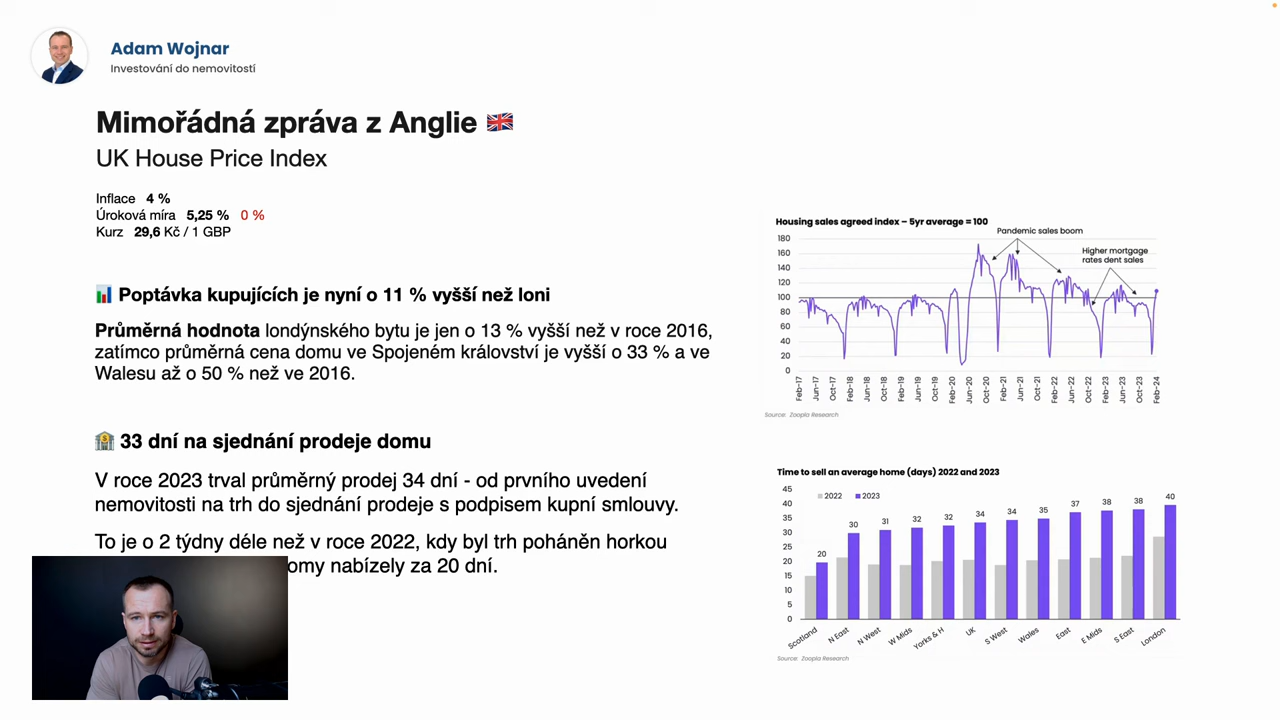 Adam Wojnar
Investování do nemovitostí
Mimořádná zpráva z Anglie
UK House Price Index
Inflace 4 %
Úroková míra 5,25 % 0 %
Kurz 29,6 Kč / 1 GBP
Poptávka kupujících je nyní o 11 % vyšší než loni
Průměrná hodnota londýnského bytu je jen o 13 % vyšší než v roce 2016,
zatímco průměrná cena domu ve Spojeném království je vyšší o 33 % a ve
Walesu až o 50 % než ve 2016.
33 dní na sjednání prodeje domu
V roce 2023 trval průměrný prodej 34 dní - od prvního uvedení
nemovitosti na trh do sjednání prodeje s podpisem kupní smlouvy.
To je o 2 týdny déle než v roce 2022, kdy byl trh poháněn horkou
omy nabízely za 20 dní.
Housing sales agreed index – 5yr average = 100
Pandemic sales boom
Higher mortgage
rates dent sales
180
160
140
120
100
80
60
40
20
0
Feb-17 Jun-17 Oct-17 Feb-18 Jun-18 Oct-18 Feb-19 Jun-19 Oct-19 Feb-20 Jun-20 Oct-20 Feb-21 Jun-21 Oct-21 Feb-22 Jun-22 Oct-22 Feb-23 Jun-23 Oct-23 Feb-24
Source: Zoopla Research
Time to sell an average home (days) 2022 and 2023
2022 2023
45
40
35
30
25
20
15
10
5
0
20 30 31 32 32 34 34 35 37 38 38 40
Scotland N East N West W Mids Yorks & H UK S West Wales East E Mids S East London
Source: Zoopla Research